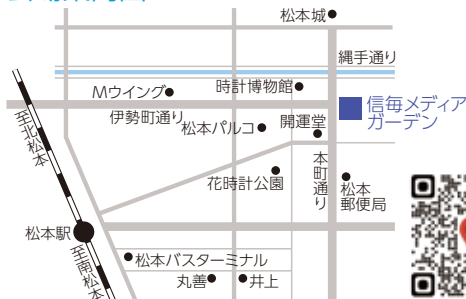 松本城
縄手通り
Mウイング
時計博物館
信毎メディア
ガーデン
伊勢町通り
松本パルコ
開運堂
至北松本
本町通り
花時計公園
松本
郵便局
松本駅
松本バスターミナル
至南松本
丸善
井上